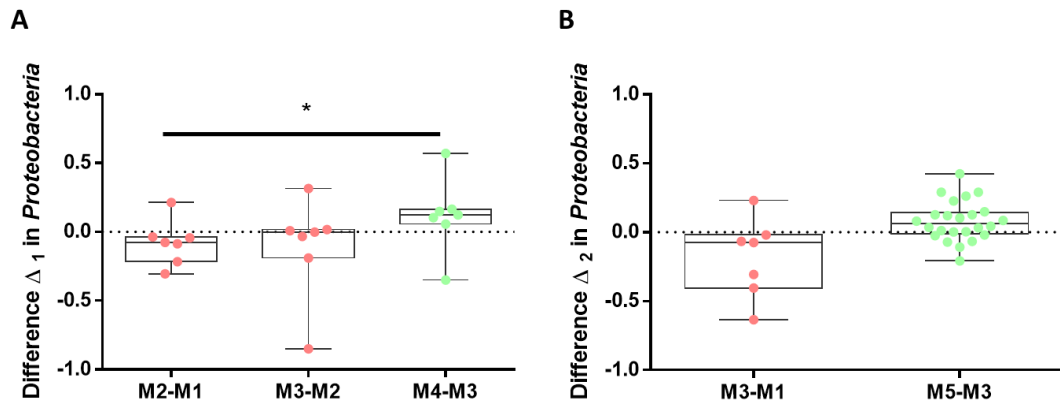 A
Difference Δ 1 in Proteobacteria
1.0
0.5
0.0
-0.5
-1.0
*
M2-M1 M3-M2 M4-M3
B
Difference Δ 2 in Proteobacteria
1.0
0.5
0.0
-0.5
-1.0
M3-M1 M5-M3